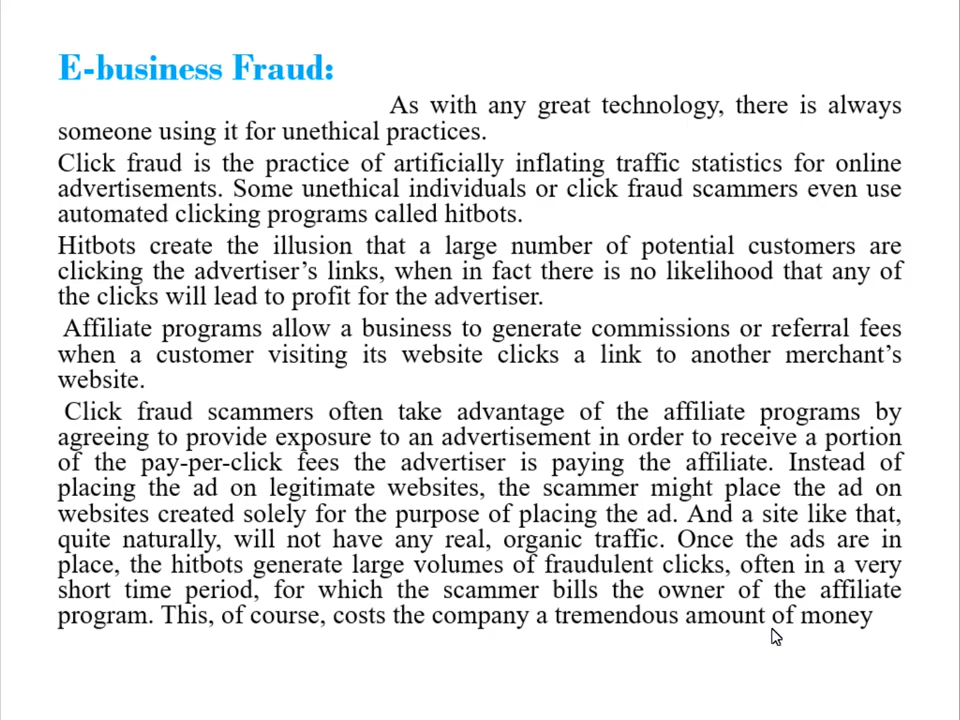 E-business Fraud:
As with any great technology, there is always
someone using it for unethical practices.
Click fraud is the practice of artificially inflating traffic statistics for online
advertisements. Some unethical individuals or click fraud scammers even use
automated clicking programs called hitbots.
Hitbots create the illusion that a large number of potential customers are
clicking the advertiser’s links, when in fact there is no likelihood that any of
the clicks will lead to profit for the advertiser.
Affiliate programs allow a business to generate commissions or referral fees
when a customer visiting its website clicks a link to another merchant’s
website.
Click fraud scammers often take advantage of the affiliate programs by
agreeing to provide exposure to an advertisement in order to receive a portion
of the pay-per-click fees the advertiser is paying the affiliate. Instead of
placing the ad on legitimate websites, the scammer might place the ad on
websites created solely for the purpose of placing the ad. And a site like that,
quite naturally, will not have any real, organic traffic. Once the ads are in
place, the hitbots generate large volumes of fraudulent clicks, often in a very
short time period, for which the scammer bills the owner of the affiliate
program. This, of course, costs the company a tremendous amount of money